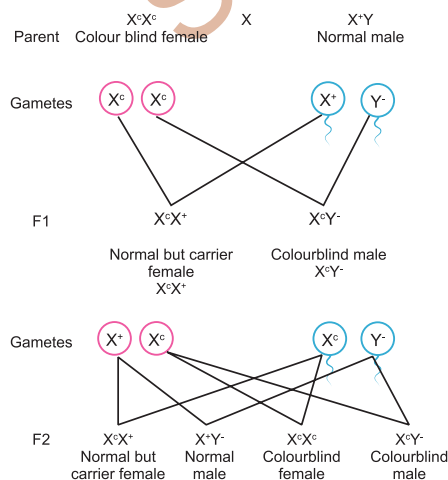 XᶜXᶜ X X⁺Y
Parent Colour blind female Normal male
Gametes Xᶜ Xᶜ X⁺ Y⁻
F1 XᶜX⁺ XᶜY⁻
Normal but carrier Colourblind male
female XᶜY⁻
XᶜX⁺
Gametes X⁺ Xᶜ Xᶜ Y⁻
F2 XᶜX⁺ X⁺Y⁻ XᶜXᶜ XᶜY⁻
Normal but Normal Colourblind Colourblind
carrier female male female male